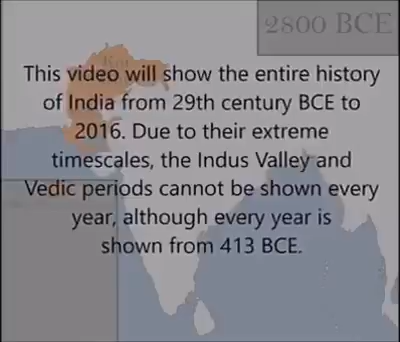 2800 BCE
This video will show the entire history
of India from 29th century BCE to
2016. Due to their extreme
timescales, the Indus Valley and
Vedic periods cannot be shown every
year, although every year is
shown from 413 BCE.